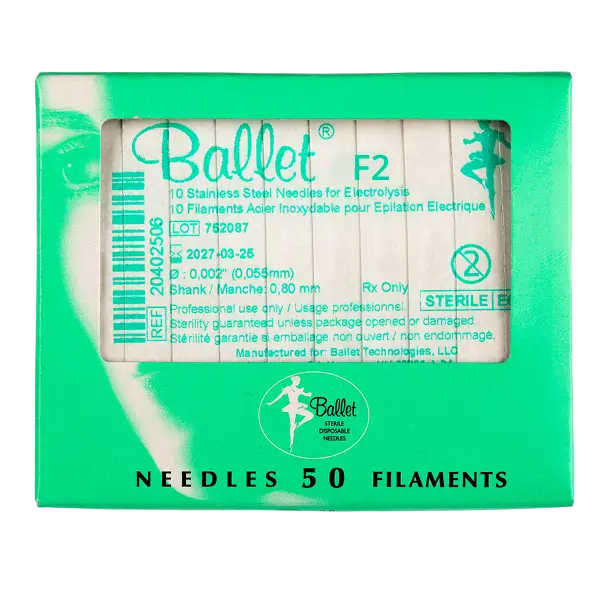 Ballet® F2
10 Stainless Steel Needles for Electrolysis
10 Filaments Acier Inoxydable pour Epilation Electrique
LOT 752087
2027-03-25
Ø : 0,002" (0,055mm)
Shank / Manche: 0,80 mm Rx Only
STERILE
Professional use only / Usage professionnel
Sterility guaranteed unless package opened or damaged.
Stérilité garantie si emballage non ouvert / non endommagé.
Manufactured for: Ballet Technologies, LLC
REF 20402506
2
Ballet
STERILE
DISPOSABLE
NEEDLES
NEEDLES 50 FILAMENTS